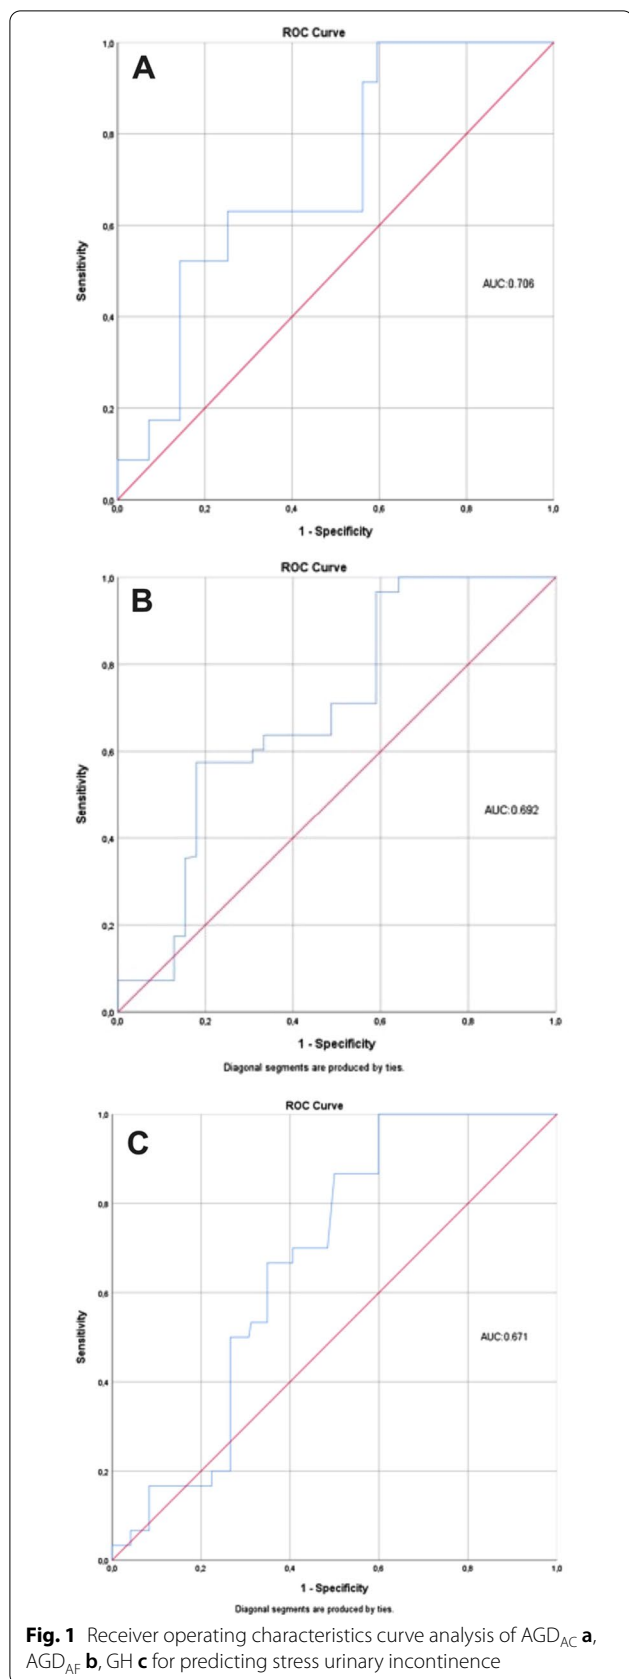 ROC Curve
A
1,0
0,8
0,6
0,4
0,2
0,0
Sensitivity
AUC:0.706
0,0 0,2 0,4 0,6 0,8 1,0
1 - Specificity
ROC Curve
B
1,0
0,8
0,6
0,4
0,2
0,0
Sensitivity
AUC:0.692
0,0 0,2 0,4 0,6 0,8 1,0
1 - Specificity
Diagonal segments are produced by ties.
ROC Curve
C
1,0
0,8
0,6
0,4
0,2
0,0
Sensitivity
AUC:0.671
0,0 0,2 0,4 0,6 0,8 1,0
1 - Specificity
Diagonal segments are produced by ties.
Fig. 1 Receiver operating characteristics curve analysis of AGDAC a,
AGDAF b, GH c for predicting stress urinary incontinence